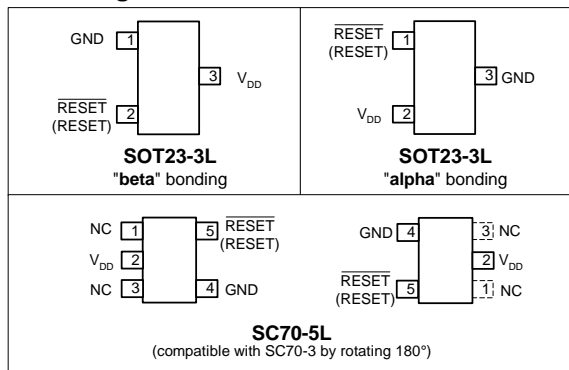 GND 1
3 V_DD
RESET 2
(RESET)
SOT23-3L
"beta" bonding
RESET 1
(RESET)
3 GND
V_DD 2
SOT23-3L
"alpha" bonding
NC 1
5 RESET
(RESET)
V_DD 2
NC 3
4 GND
GND 4
3 NC
2 V_DD
RESET 5
(RESET)
1 NC
SC70-5L
(compatible with SC70-3 by rotating 180°)